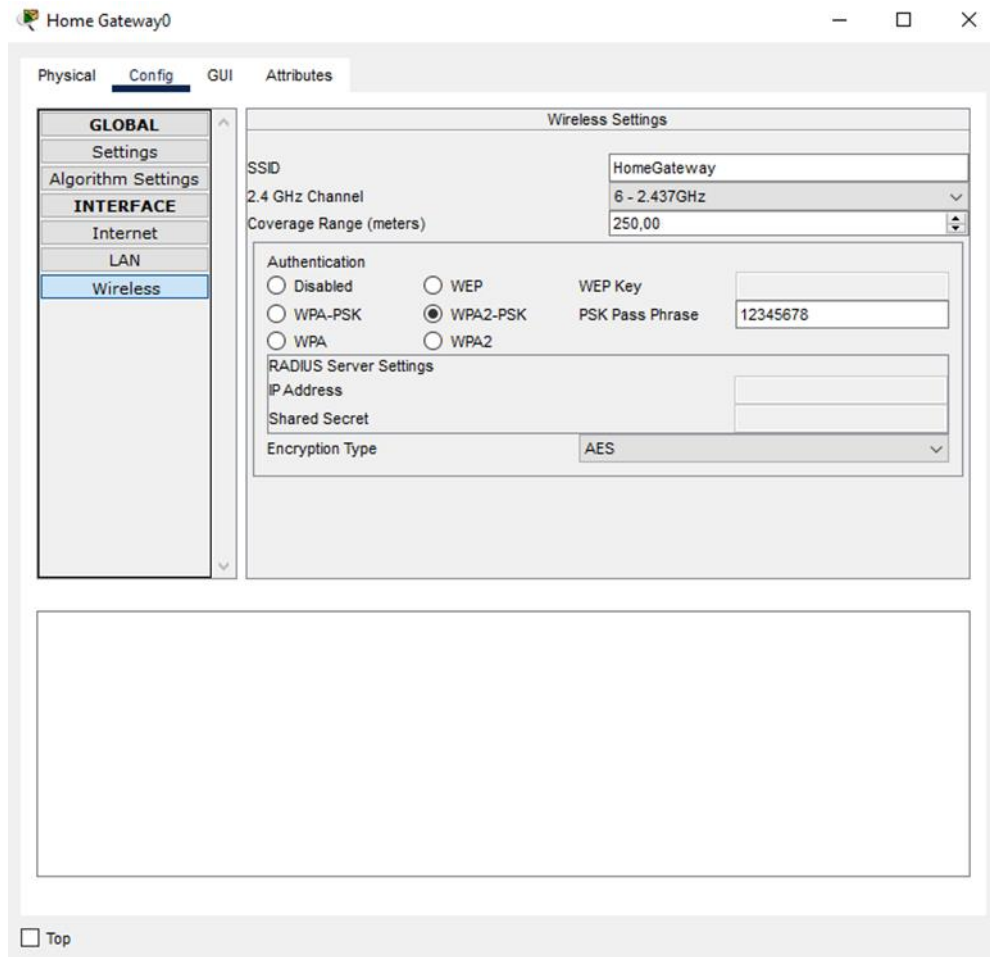 Home Gateway0
Physical Config GUI Attributes
GLOBAL
Settings
Algorithm Settings
INTERFACE
Internet
LAN
Wireless
Wireless Settings
SSID HomeGateway
2.4 GHz Channel 6 - 2.437GHz
Coverage Range (meters) 250,00
Authentication
Disabled WEP WEP Key
WPA-PSK WPA2-PSK PSK Pass Phrase 12345678
WPA WPA2
RADIUS Server Settings
IP Address
Shared Secret
Encryption Type AES
Top